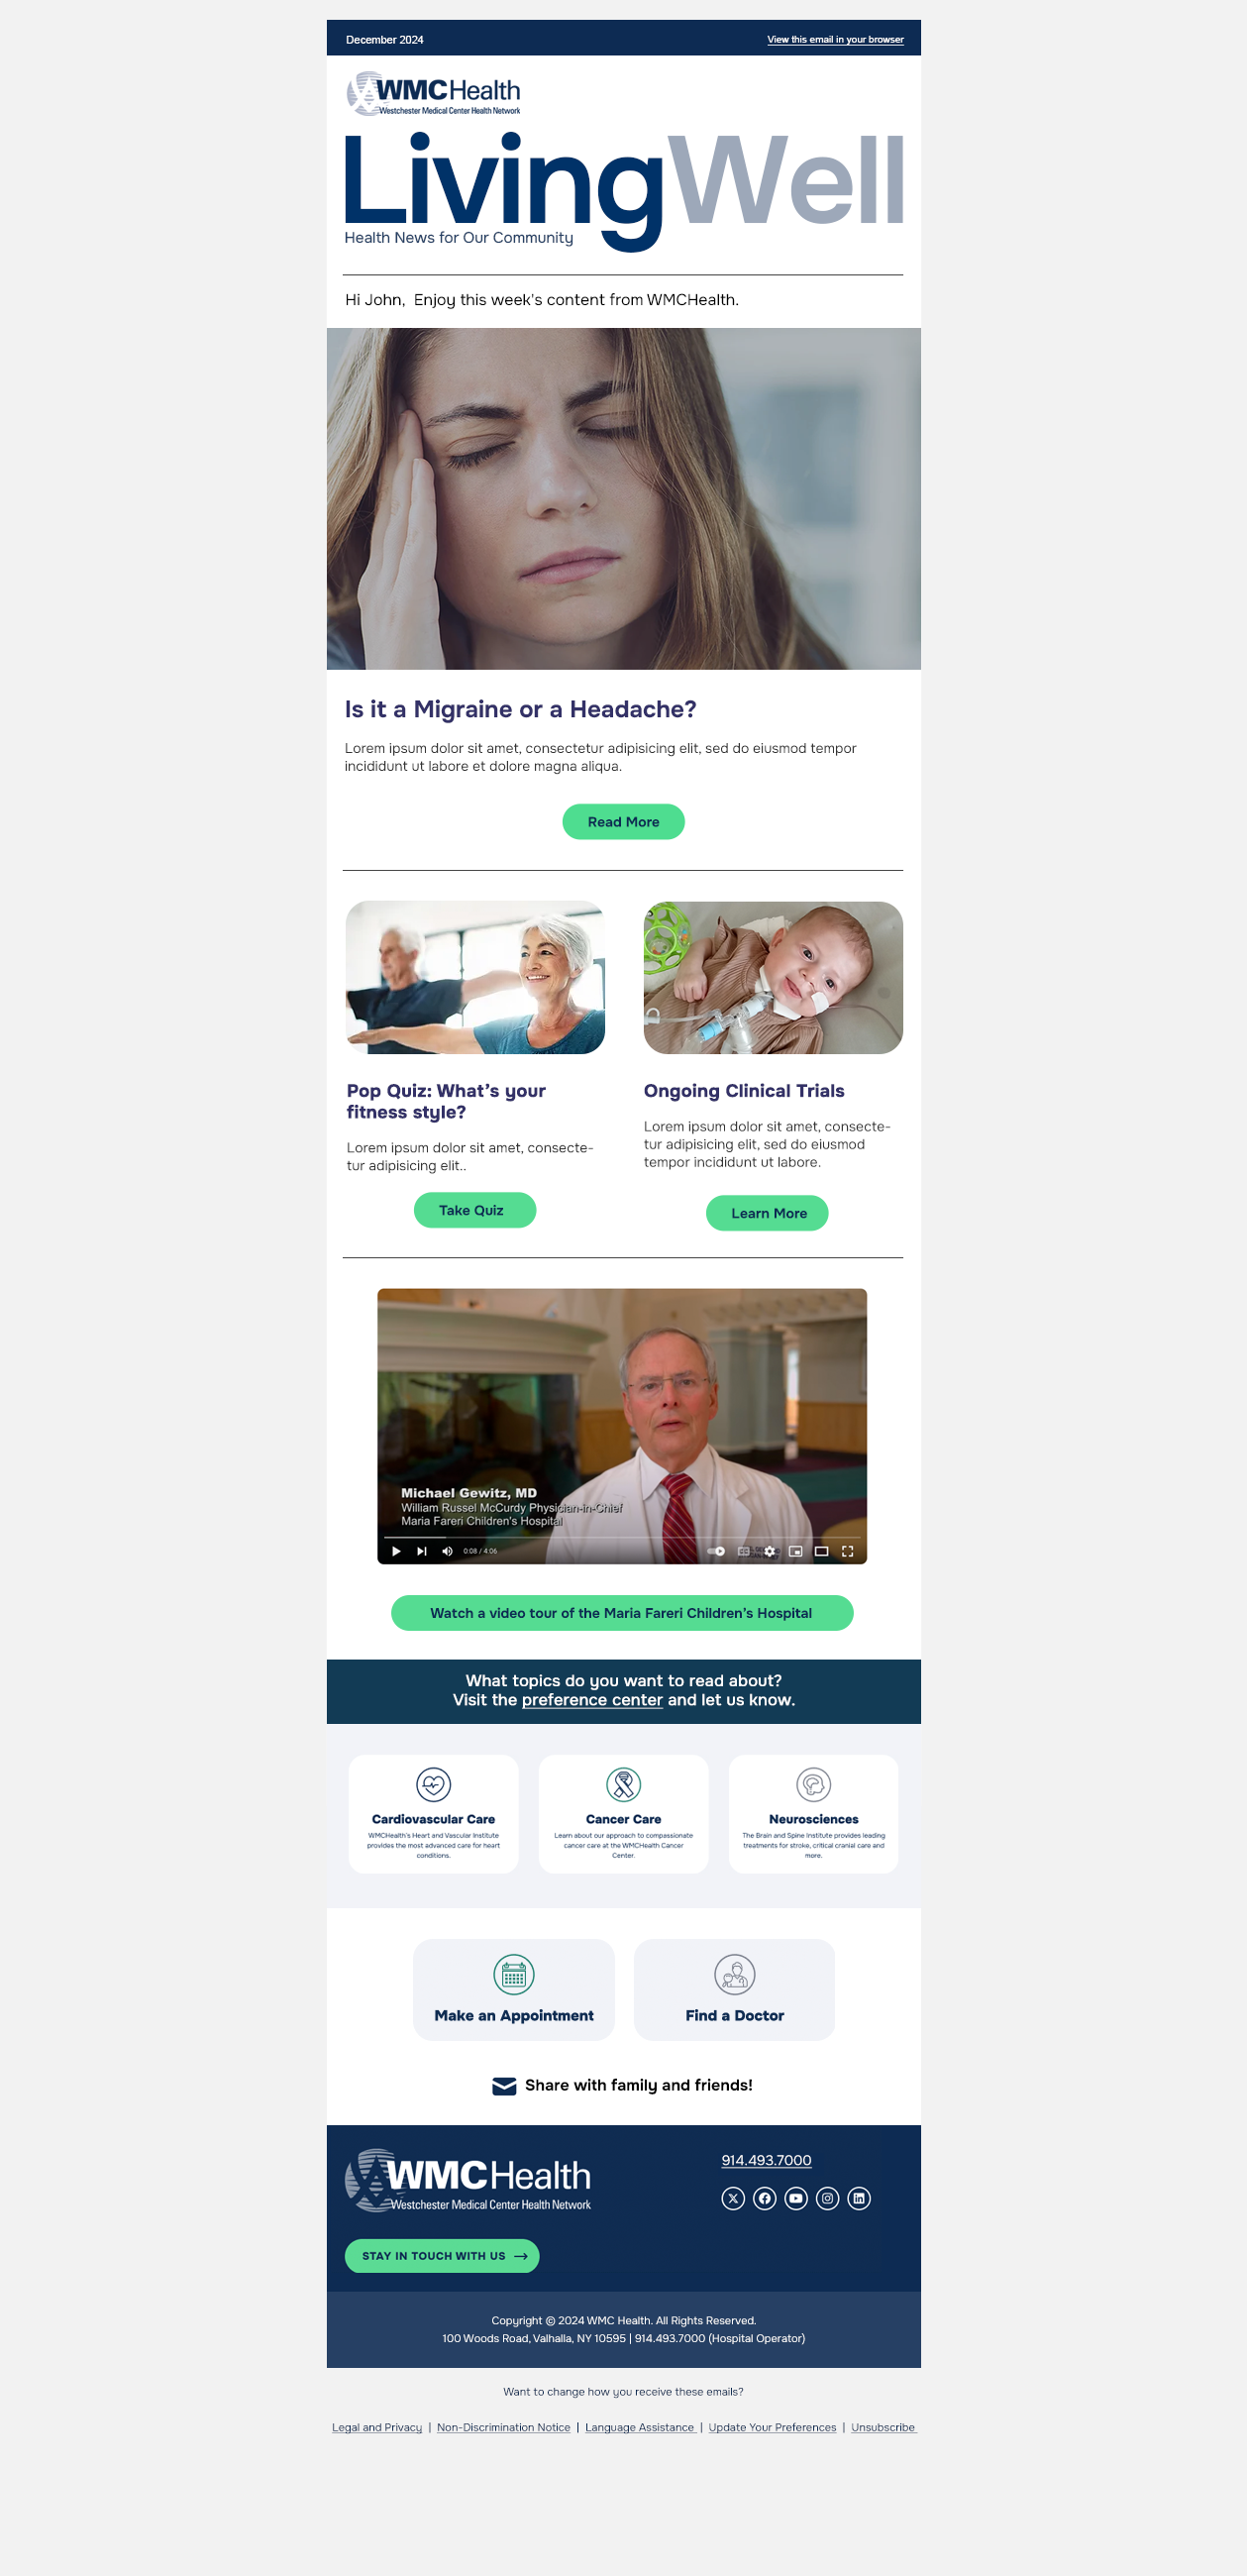 December 2024
View this email in your browser
WMCHealth
Westchester Medical Center Health Network
LivingWell
Health News for Our Community
Hi John,  Enjoy this week's content from WMCHealth.
Is it a Migraine or a Headache?
Lorem ipsum dolor sit amet, consectetur adipisicing elit, sed do eiusmod tempor
incididunt ut labore et dolore magna aliqua.
Read More
Pop Quiz: What's your
fitness style?
Lorem ipsum dolor sit amet, consecte-
tur adipisicing elit..
Take Quiz
Ongoing Clinical Trials
Lorem ipsum dolor sit amet, consecte-
tur adipisicing elit, sed do eiusmod
tempor incididunt ut labore.
Learn More
Michael Gewitz, MD
William Russel McCurdy Physician-in-Chief
Maria Fareri Children's Hospital
0:08 / 4:06
Watch a video tour of the Maria Fareri Children's Hospital
What topics do you want to read about?
Visit the preference center and let us know.
Cardiovascular Care
WMCHealth's Heart and Vascular Institute
provides the most advanced care for heart
conditions.
Cancer Care
Learn about our approach to compassionate
cancer care at the WMCHealth Cancer
Center.
Neurosciences
The Brain and Spine Institute provides leading
treatments for stroke, critical cranial care and
more.
Make an Appointment
Find a Doctor
Share with family and friends!
WMCHealth
Westchester Medical Center Health Network
914.493.7000
STAY IN TOUCH WITH US
Copyright © 2024 WMC Health. All Rights Reserved.
100 Woods Road, Valhalla, NY 10595 | 914.493.7000 (Hospital Operator)
Want to change how you receive these emails?
Legal and Privacy | Non-Discrimination Notice | Language Assistance | Update Your Preferences | Unsubscribe